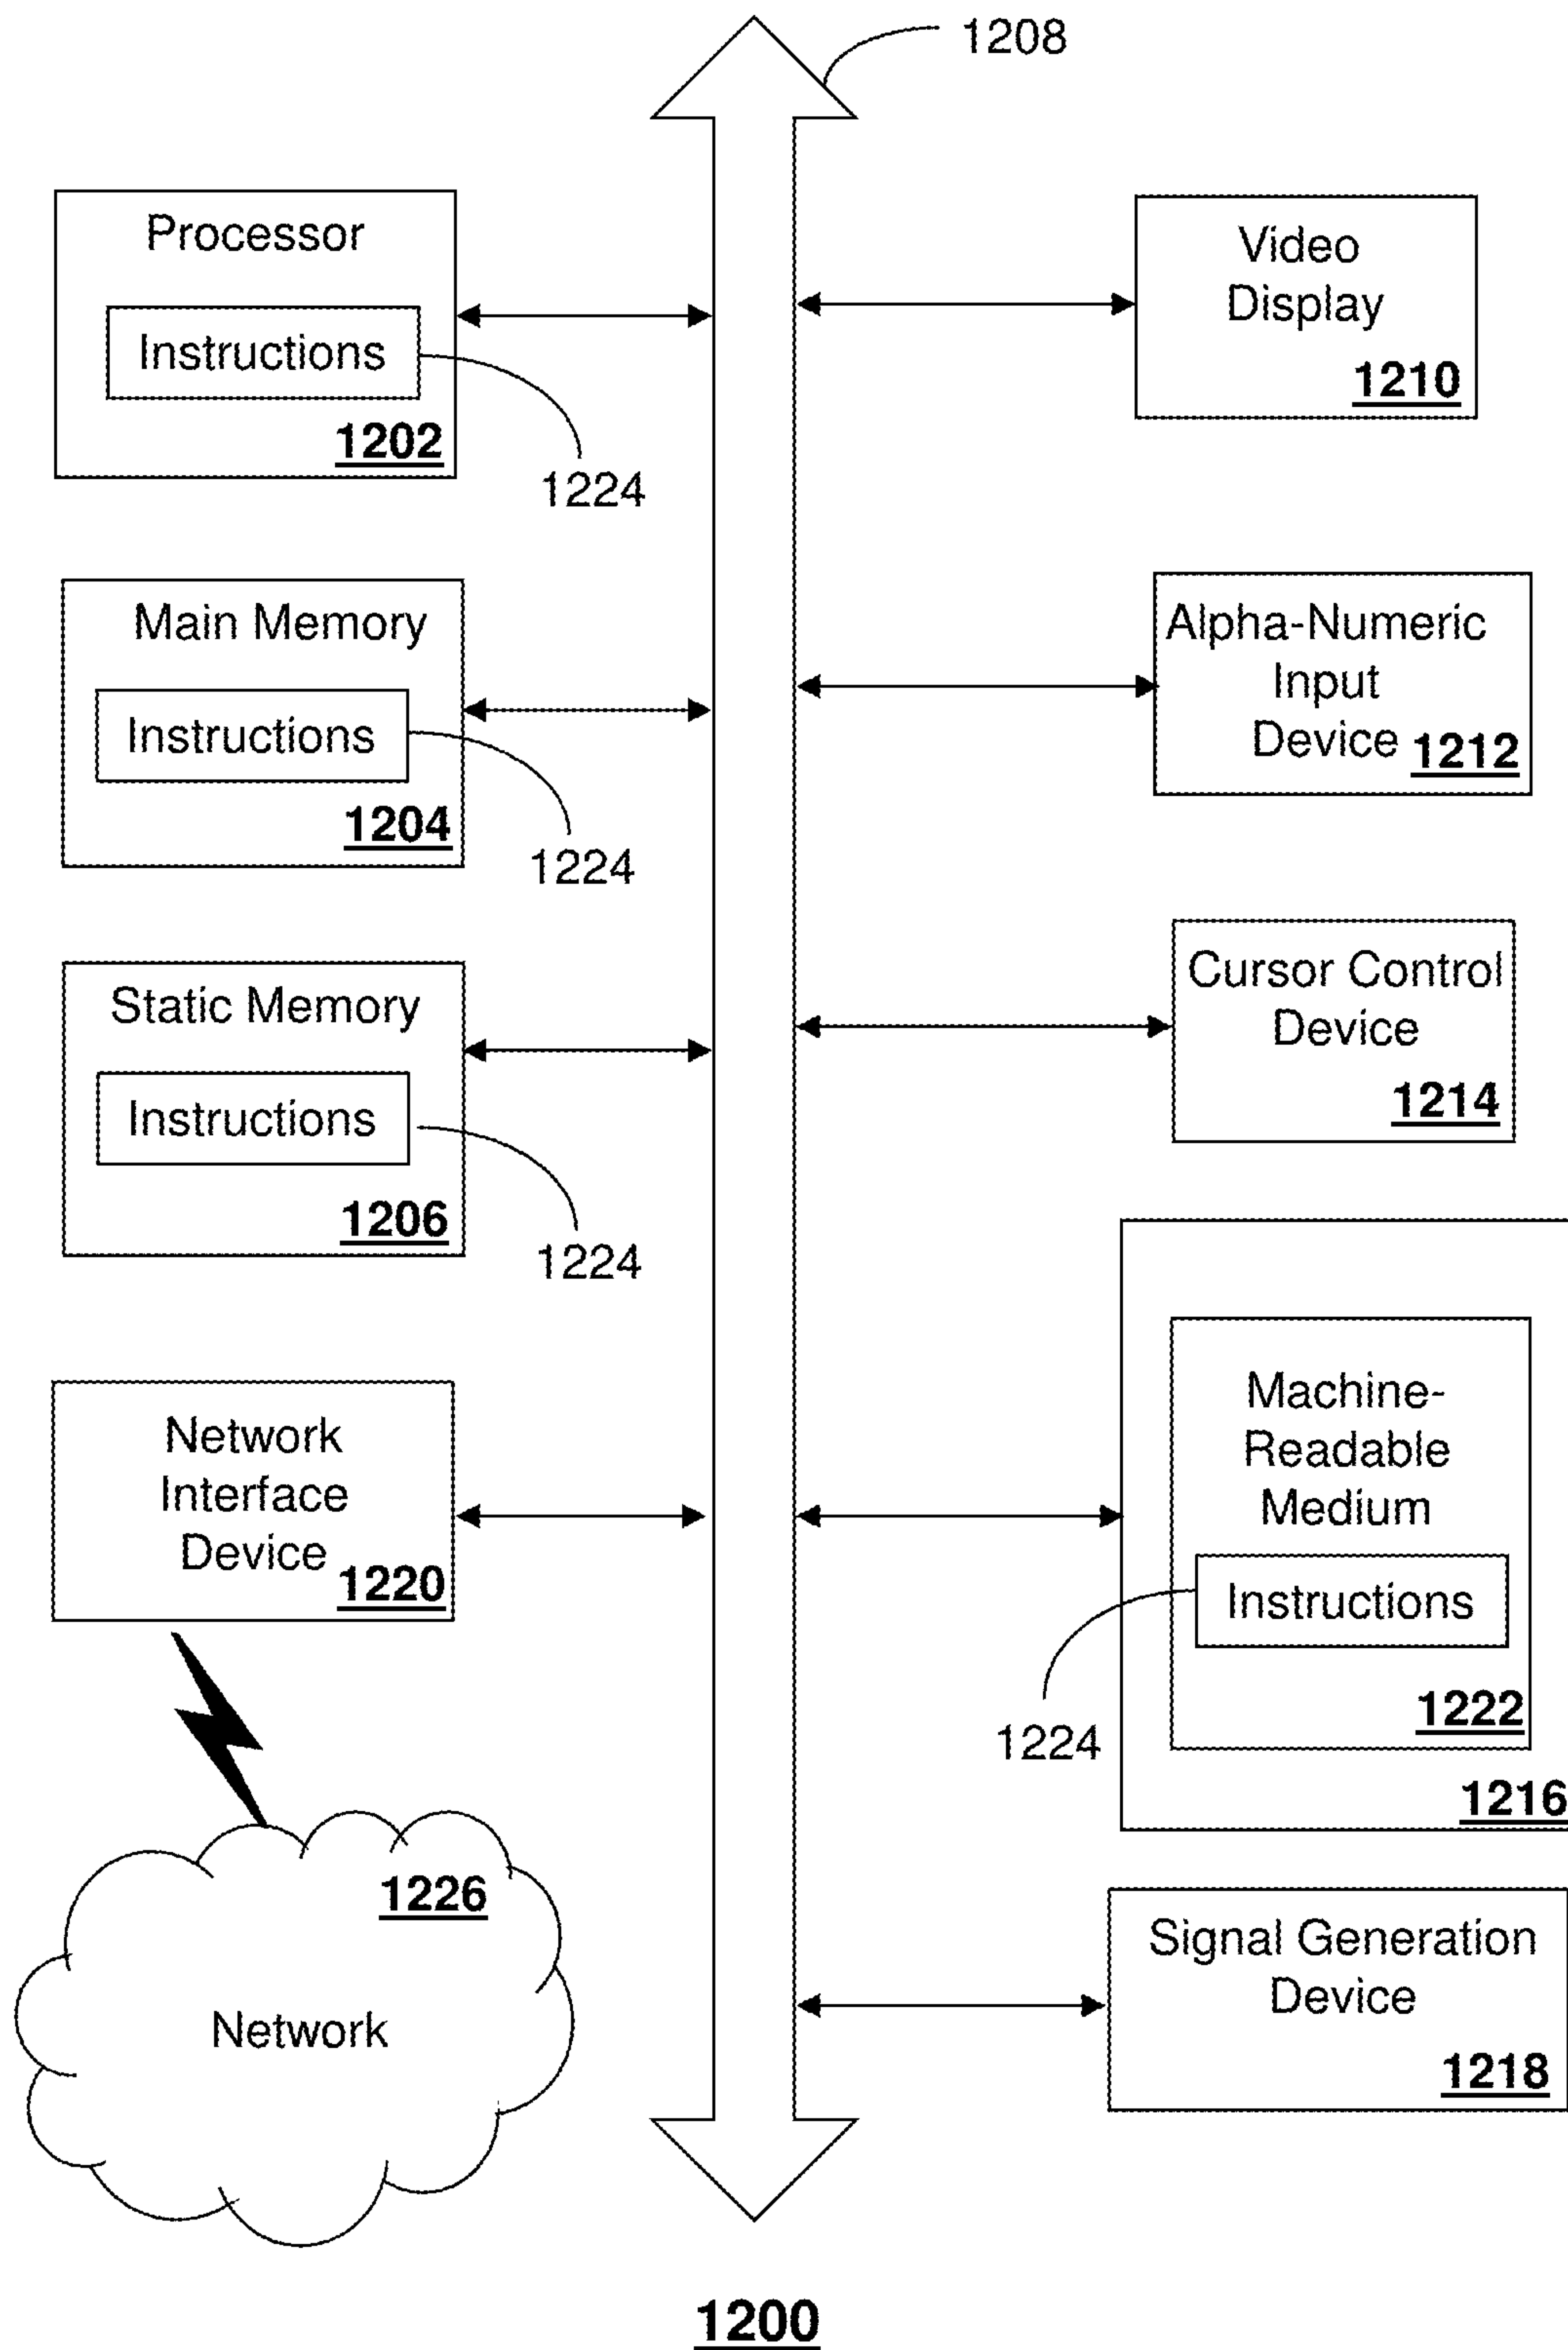 1208
Processor
Instructions
1202
1224
Main Memory
Instructions
1204
1224
Static Memory
Instructions
1206
1224
Network
Interface
Device
1220
1226
Network
Video
Display
1210
Alpha-Numeric
Input
Device 1212
Cursor Control
Device
1214
Machine-
Readable
Medium
Instructions
1222
1224
1216
Signal Generation
Device
1218
1200